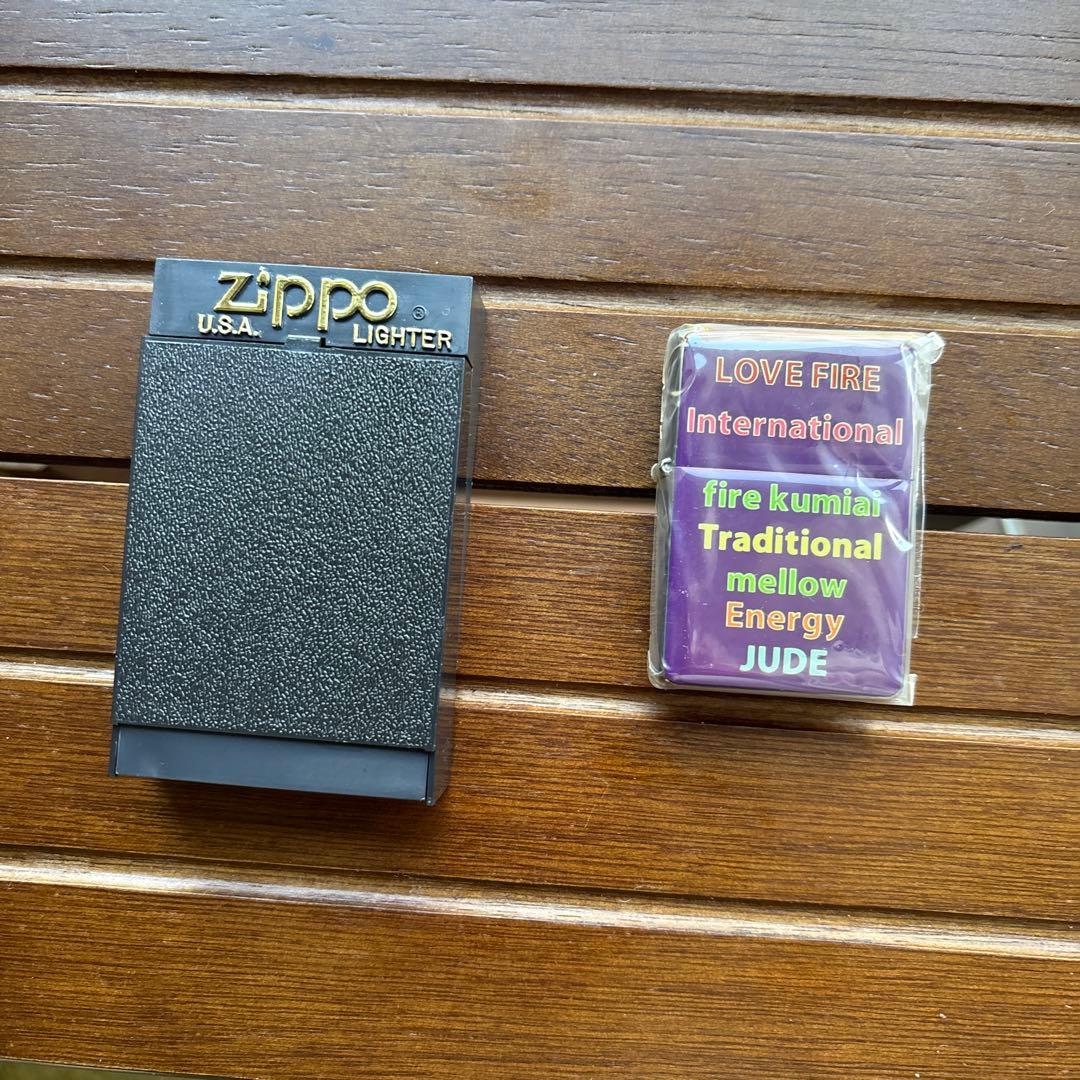 Zippo ®
U.S.A. LIGHTER
LOVE FIRE
International
fire kumiai
Traditional
mellow
Energy
JUDE